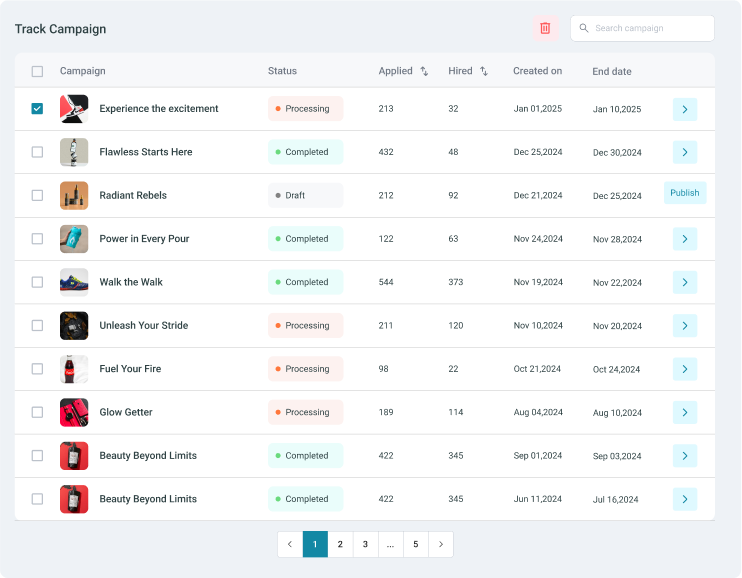 Track Campaign
Search campaign
Campaign Status Applied Hired Created on End date
Experience the excitement Processing 213 32 Jan 01,2025 Jan 10,2025
Flawless Starts Here Completed 432 48 Dec 25,2024 Dec 30,2024
Radiant Rebels Draft 212 92 Dec 21,2024 Dec 25,2024 Publish
Power in Every Pour Completed 122 63 Nov 24,2024 Nov 28,2024
Walk the Walk Completed 544 373 Nov 19,2024 Nov 22,2024
Unleash Your Stride Processing 211 120 Nov 10,2024 Nov 20,2024
Fuel Your Fire Processing 98 22 Oct 21,2024 Oct 24,2024
Glow Getter Processing 189 114 Aug 04,2024 Aug 10,2024
Beauty Beyond Limits Completed 422 345 Sep 01,2024 Sep 03,2024
Beauty Beyond Limits Completed 422 345 Jun 11,2024 Jul 16,2024
1 2 3 ... 5